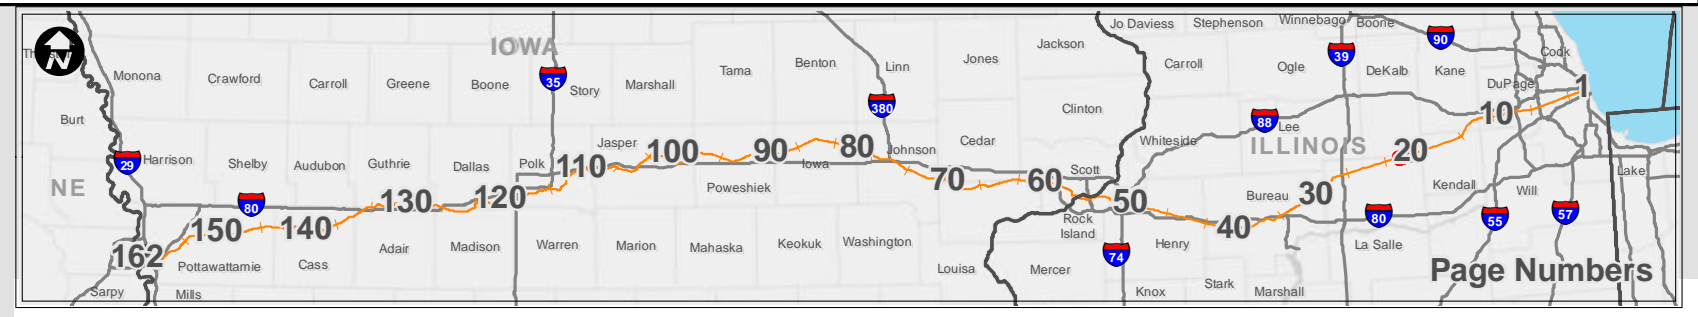 Jo Daviess
Stephenson
Winnebago
Boone
N
IOWA
Jackson
90
39
Cook
Monona
Crawford
Carroll
Greene
Boone
35
Story
Marshall
Tama
Benton
Linn
Jones
Carroll
Ogle
DeKalb
Kane
DuPage
1
380
Clinton
10
Burt
88
Lee
Whiteside
ILLINOIS
20
29
Harrison
Shelby
Audubon
Guthrie
Dallas
Polk
Jasper
110
100
90
Iowa
80
Johnson
Cedar
Scott
Lake
NE
80
130
120
Poweshiek
70
60
50
Bureau
30
Kendall
Will
162
150
140
Adair
Madison
Warren
Marion
Mahaska
Keokuk
Washington
Rock
Island
40
80
55
57
Pottawattamie
Cass
Louisa
Mercer
74
Henry
La Salle
Page Numbers
Sarpy
Mills
Knox
Stark
Marshall